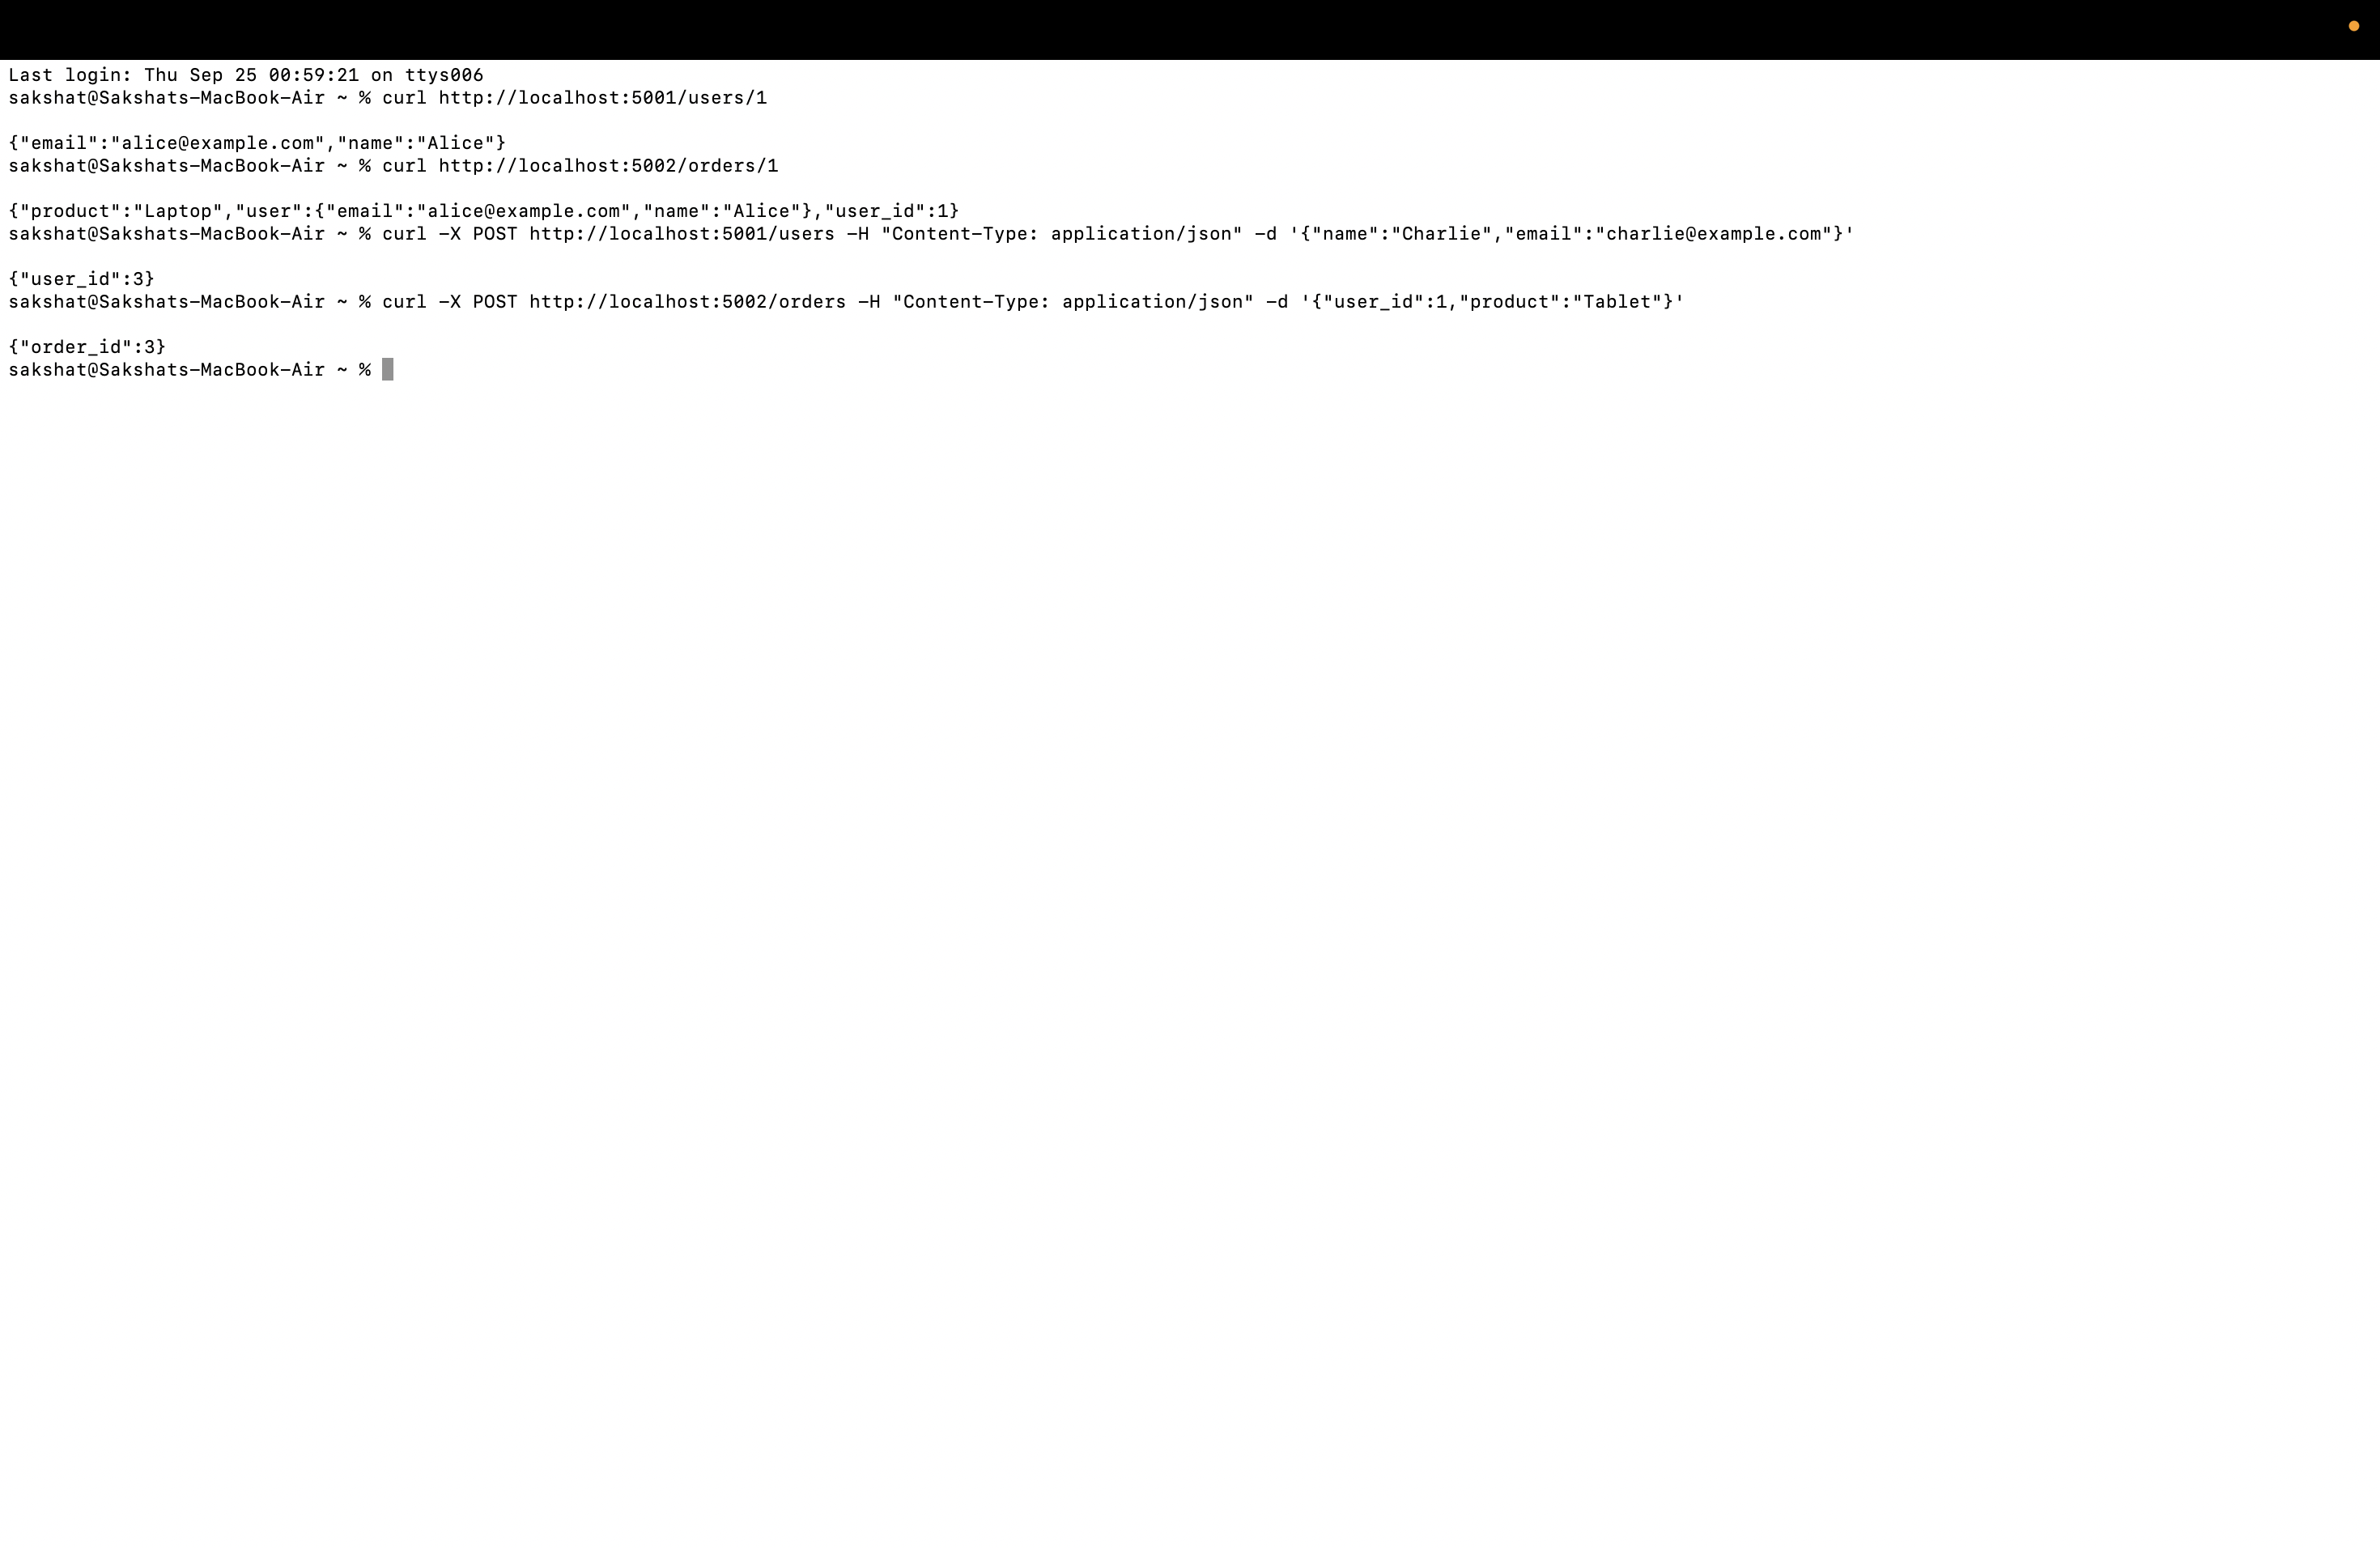 Last login: Thu Sep 25 00:59:21 on ttys006
sakshat@Sakshats-MacBook-Air ~ % curl http://localhost:5001/users/1
{"email":"alice@example.com","name":"Alice"}
sakshat@Sakshats-MacBook-Air ~ % curl http://localhost:5002/orders/1
{"product":"Laptop","user":{"email":"alice@example.com","name":"Alice"},"user_id":1}
sakshat@Sakshats-MacBook-Air ~ % curl -X POST http://localhost:5001/users -H "Content-Type: application/json" -d '{"name":"Charlie","email":"charlie@example.com"}'
{"user_id":3}
sakshat@Sakshats-MacBook-Air ~ % curl -X POST http://localhost:5002/orders -H "Content-Type: application/json" -d '{"user_id":1,"product":"Tablet"}'
{"order_id":3}
sakshat@Sakshats-MacBook-Air ~ %